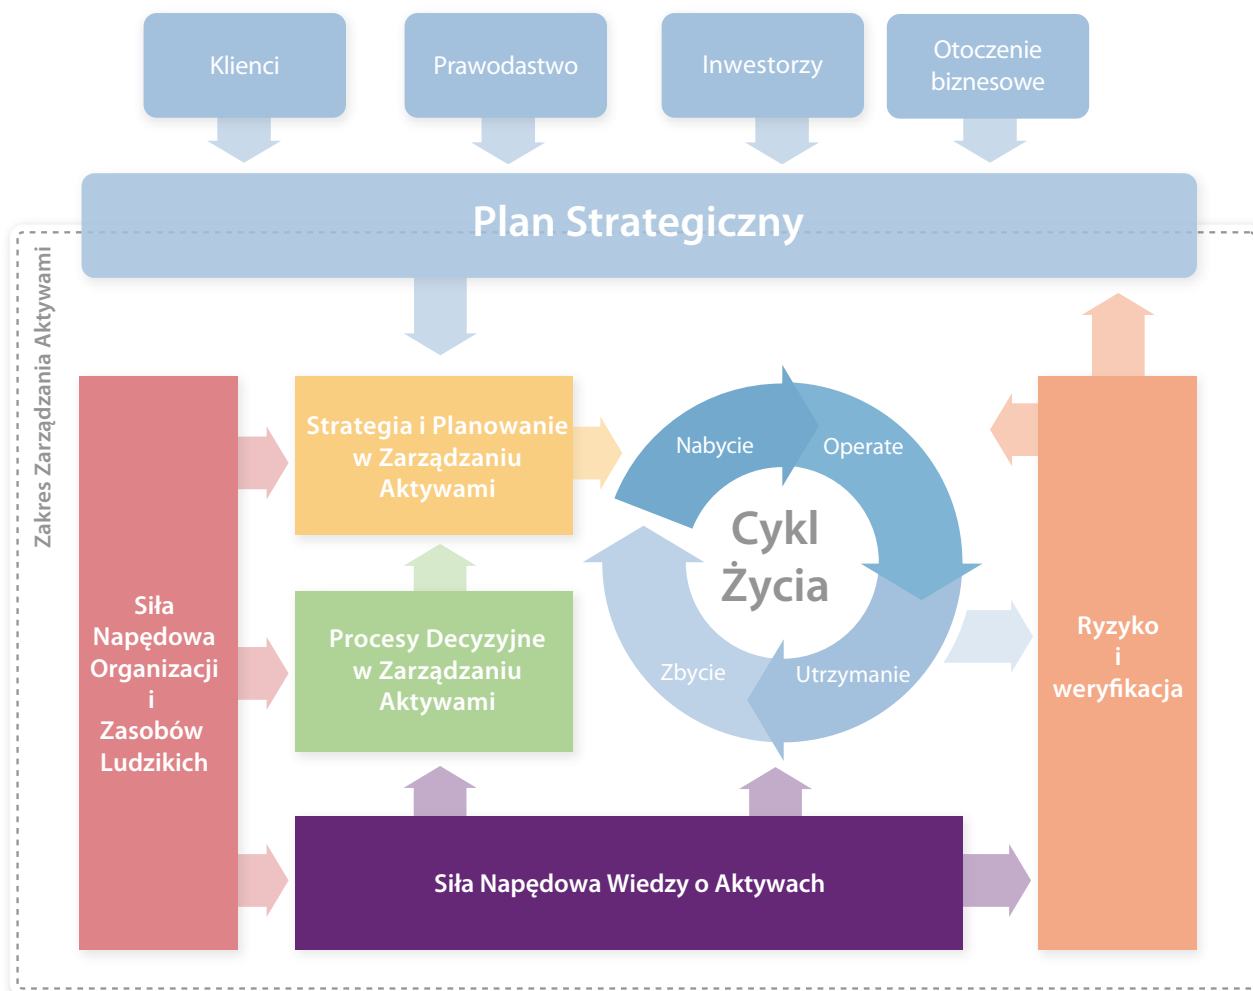 Klienci
Prawodastwo
Inwestorzy
Otoczenie
biznesowe
Plan Strategiczny
Zakres Zarządzania Aktywami
Strategia i Planowanie
w Zarządzaniu
Aktywami
Nabycie
Operate
Cykl
Życia
Zbycie
Utrzymanie
Siła
Napędowa
Organizacji
i
Zasobów
Ludzikich
Procesy Decyzyjne
w Zarządzaniu
Aktywami
Ryzyko
i
weryfikacja
Siła Napędowa Wiedzy o Aktywach